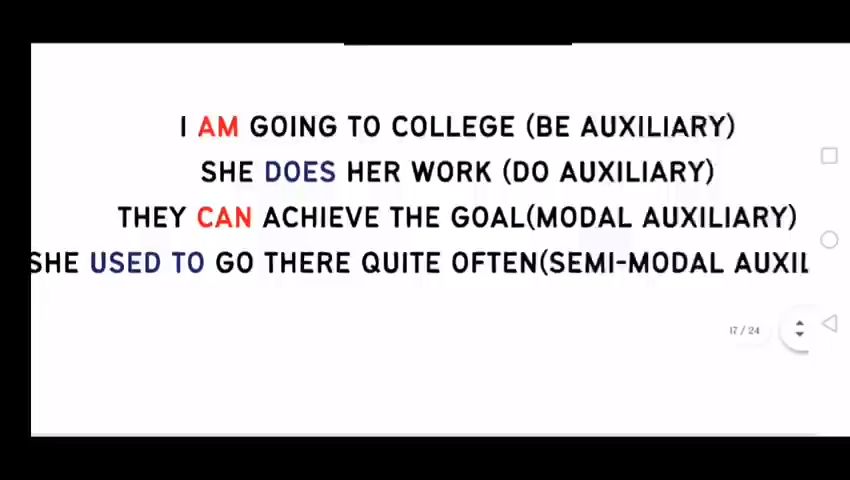 I AM GOING TO COLLEGE (BE AUXILIARY)
SHE DOES HER WORK (DO AUXILIARY)
THEY CAN ACHIEVE THE GOAL(MODAL AUXILIARY)
SHE USED TO GO THERE QUITE OFTEN(SEMI-MODAL AUXIL
17 / 24